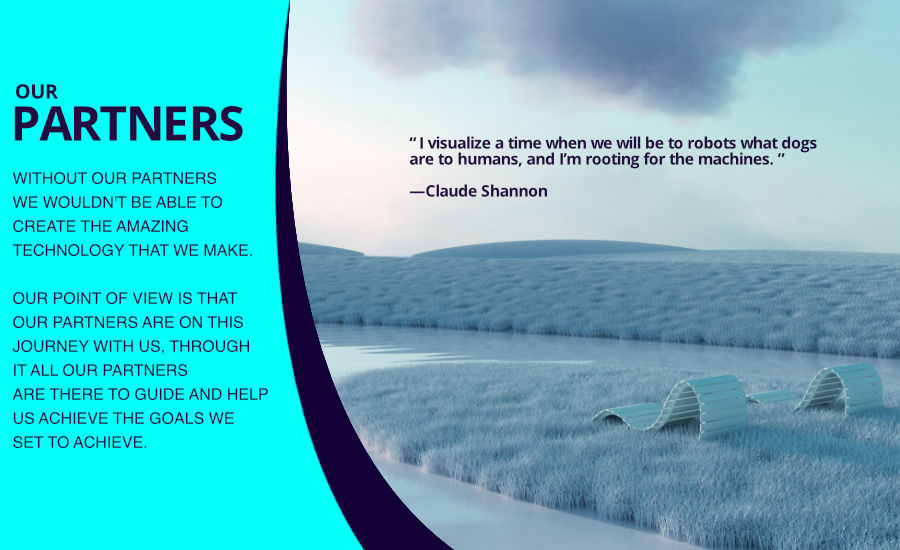 OUR
PARTNERS
WITHOUT OUR PARTNERS
WE WOULDN'T BE ABLE TO
CREATE THE AMAZING
TECHNOLOGY THAT WE MAKE.
OUR POINT OF VIEW IS THAT
OUR PARTNERS ARE ON THIS
JOURNEY WITH US, THROUGH
IT ALL OUR PARTNERS
ARE THERE TO GUIDE AND HELP
US ACHIEVE THE GOALS WE
SET TO ACHIEVE.
“ I visualize a time when we will be to robots what dogs
are to humans, and I’m rooting for the machines. ”
—Claude Shannon